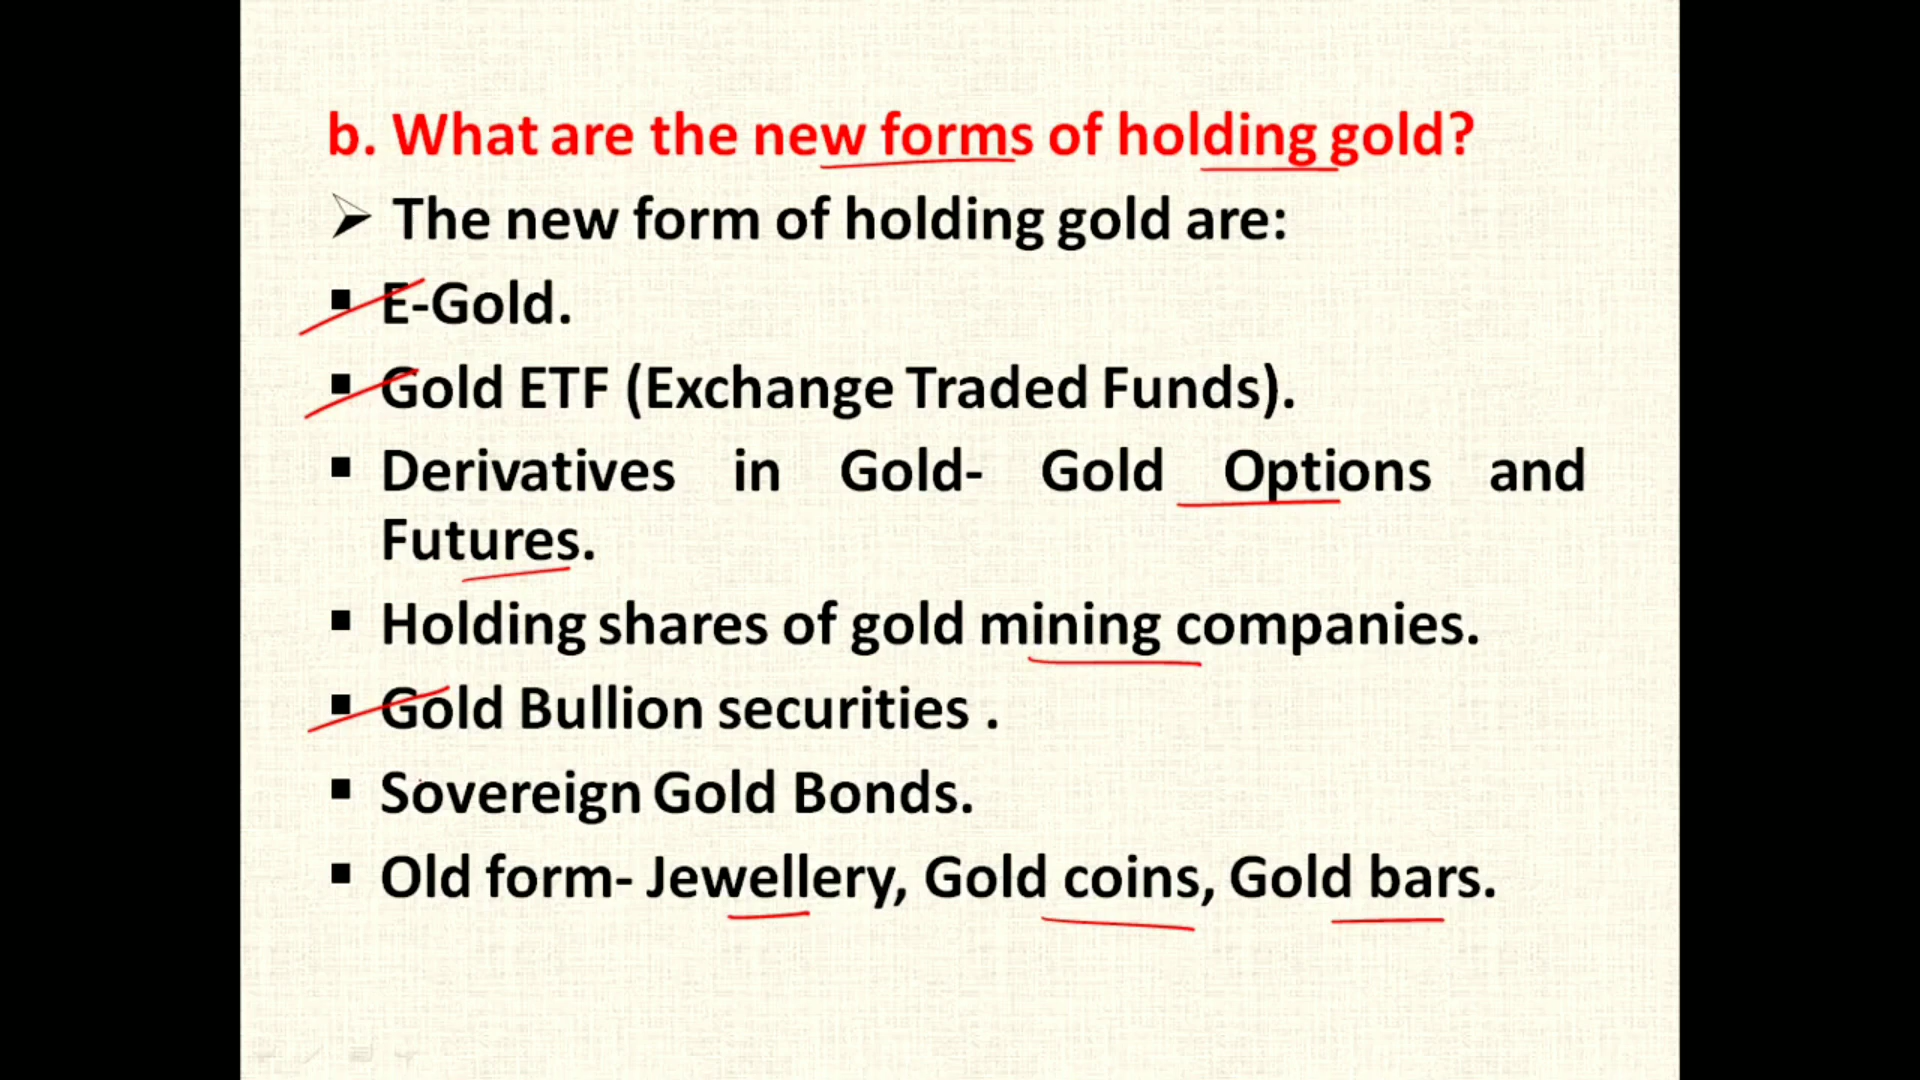 b. What are the new forms of holding gold?
The new form of holding gold are:
E-Gold.
Gold ETF (Exchange Traded Funds).
Derivatives in Gold- Gold Options and
Futures.
Holding shares of gold mining companies.
Gold Bullion securities .
Sovereign Gold Bonds.
Old form- Jewellery, Gold coins, Gold bars.